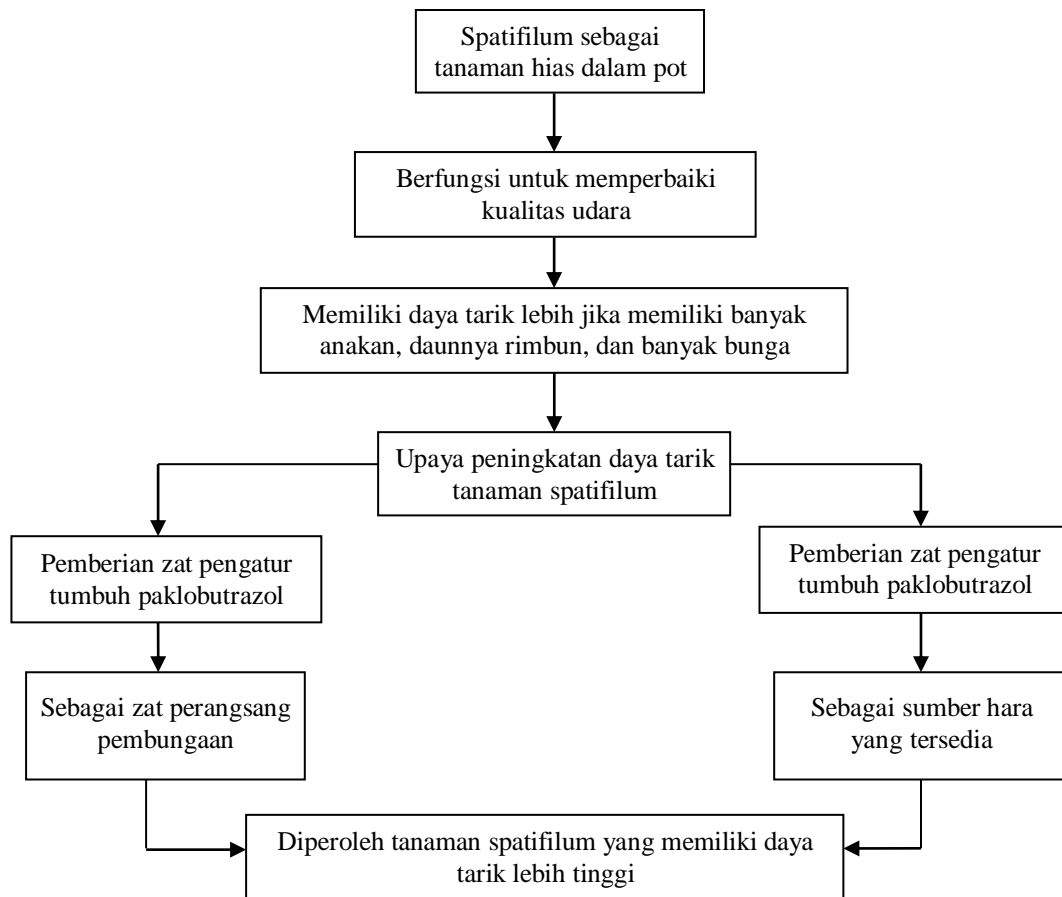 Spatifilum sebagai
tanaman hias dalam pot
Berfungsi untuk memperbaiki
kualitas udara
Memiliki daya tarik lebih jika memiliki banyak
anakan, daunnya rimbun, dan banyak bunga
Upaya peningkatan daya tarik
tanaman spatifilum
Pemberian zat pengatur
tumbuh paklobutrazol
Pemberian zat pengatur
tumbuh paklobutrazol
Sebagai zat perangsang
pembungaan
Sebagai sumber hara
yang tersedia
Diperoleh tanaman spatifilum yang memiliki daya
tarik lebih tinggi